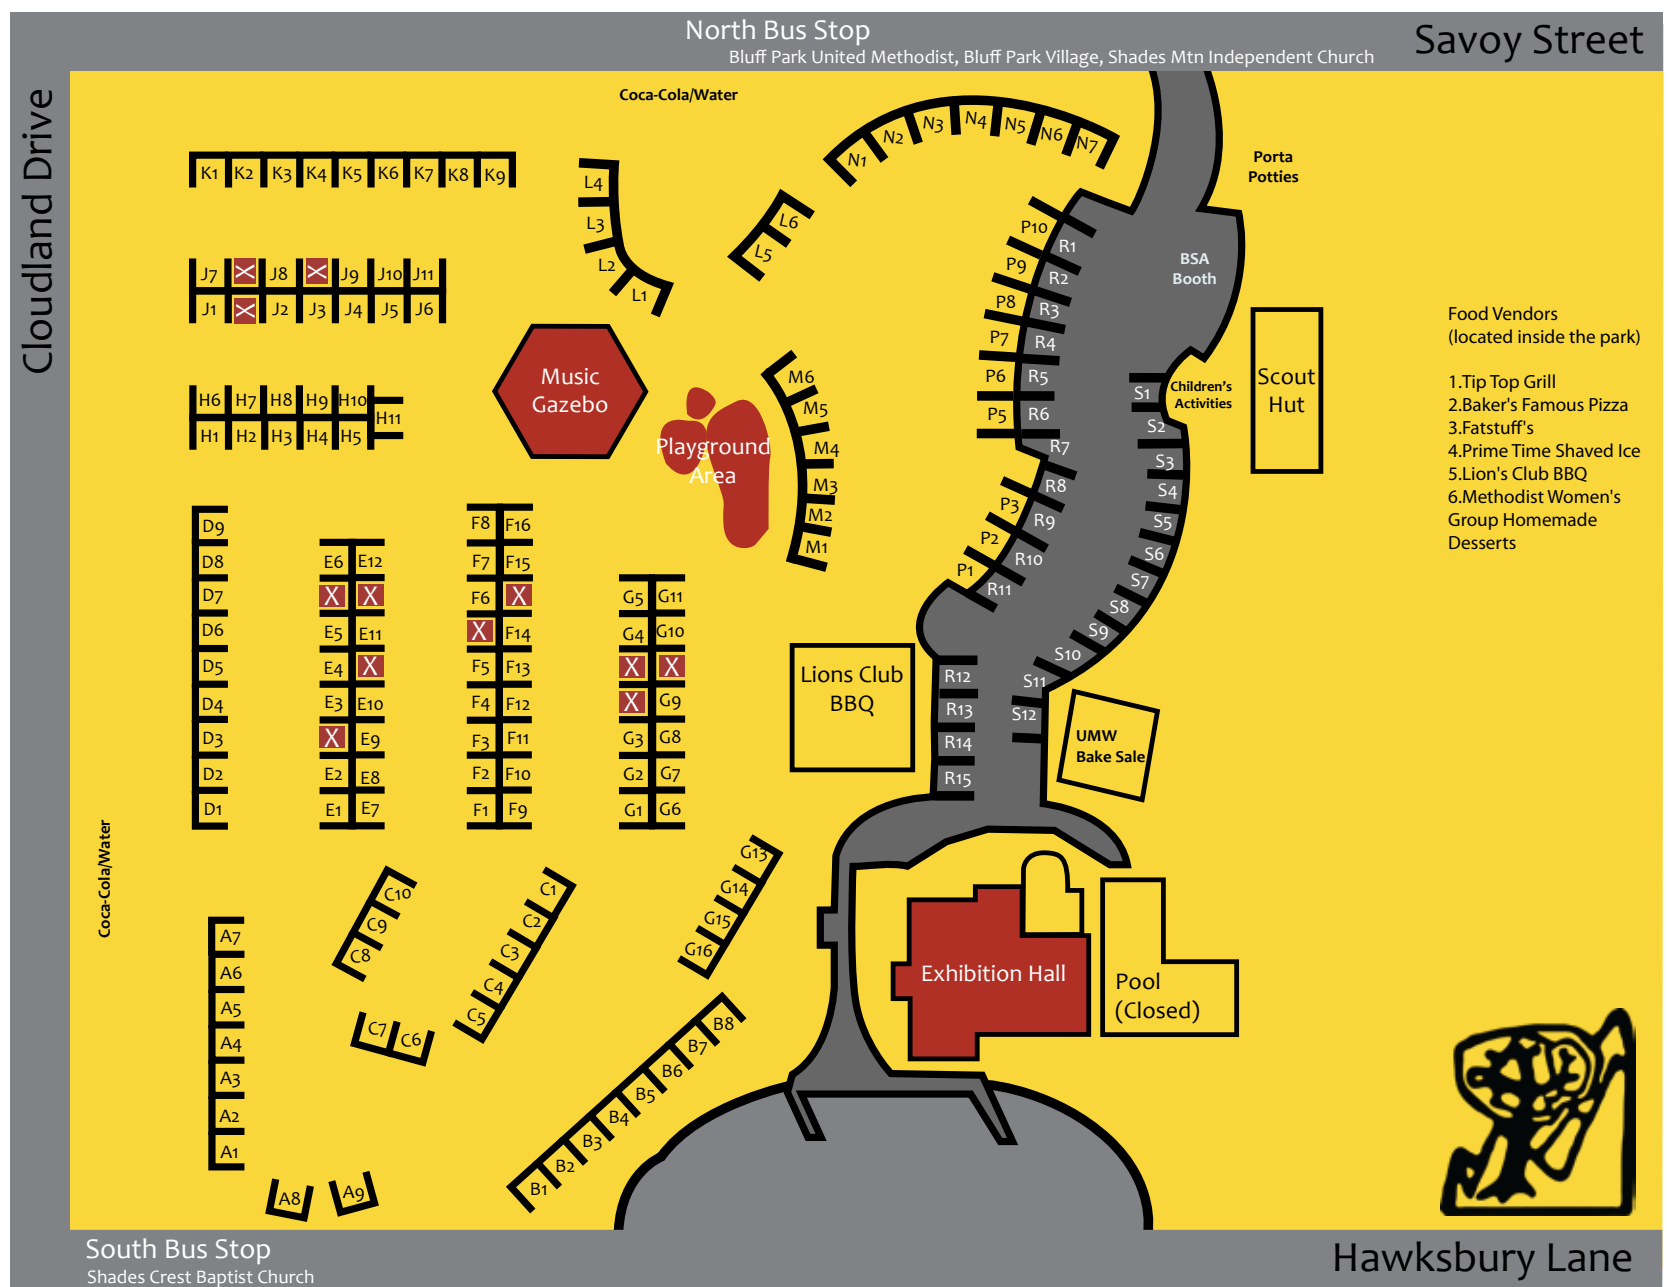 North Bus Stop
Bluff Park United Methodist, Bluff Park Village, Shades Mtn Independent Church
Savoy Street
Cloudland Drive
Coca-Cola/Water
N1 N2 N3 N4 N5 N6 N7
Porta
Potties
K1 K2 K3 K4 K5 K6 K7 K8 K9
L4
L3
L2
L1
L6
L5
J7 X J8 X J9 J10 J11
J1 X J2 J3 J4 J5 J6
P10
P9
P8
P7
P6
P5
P3
P2
P1
R1
R2
R3
R4
R5
R6
R7
R8
R9
R10
R11
R12
R13
R14
R15
BSA
Booth
Food Vendors
(located inside the park)
1.Tip Top Grill
2.Baker's Famous Pizza
3.Fatstuff's
4.Prime Time Shaved Ice
5.Lion's Club BBQ
6.Methodist Women's
Group Homemade
Desserts
Scout
Hut
Children's
Activities
S1
S2
S3
S4
S5
S6
S7
S8
S9
S10
S11
S12
Music
Gazebo
Playground
Area
M6
M5
M4
M3
M2
M1
H6 H7 H8 H9 H10
H11
H1 H2 H3 H4 H5
D9
D8
D7
D6
D5
D4
D3
D2
D1
E6 E12
X X
E5 E11
E4 X
E3 E10
X E9
E2 E8
E1 E7
F8 F16
F7 F15
F6 X
X F14
F5 F13
F4 F12
F3 F11
F2 F10
F1 F9
G5 G11
G4 G10
X X
X G9
G3 G8
G2 G7
G1 G6
Lions Club
BBQ
UMW
Bake Sale
Coca-Cola/Water
C10
C9
C8
C7 C6
C1
C2
C3
C4
C5
G13
G14
G15
G16
A7
A6
A5
A4
A3
A2
A1
A8 A9
B8
B7
B6
B5
B4
B3
B2
B1
Exhibition Hall
Pool
(Closed)
South Bus Stop
Shades Crest Baptist Church
Hawksbury Lane